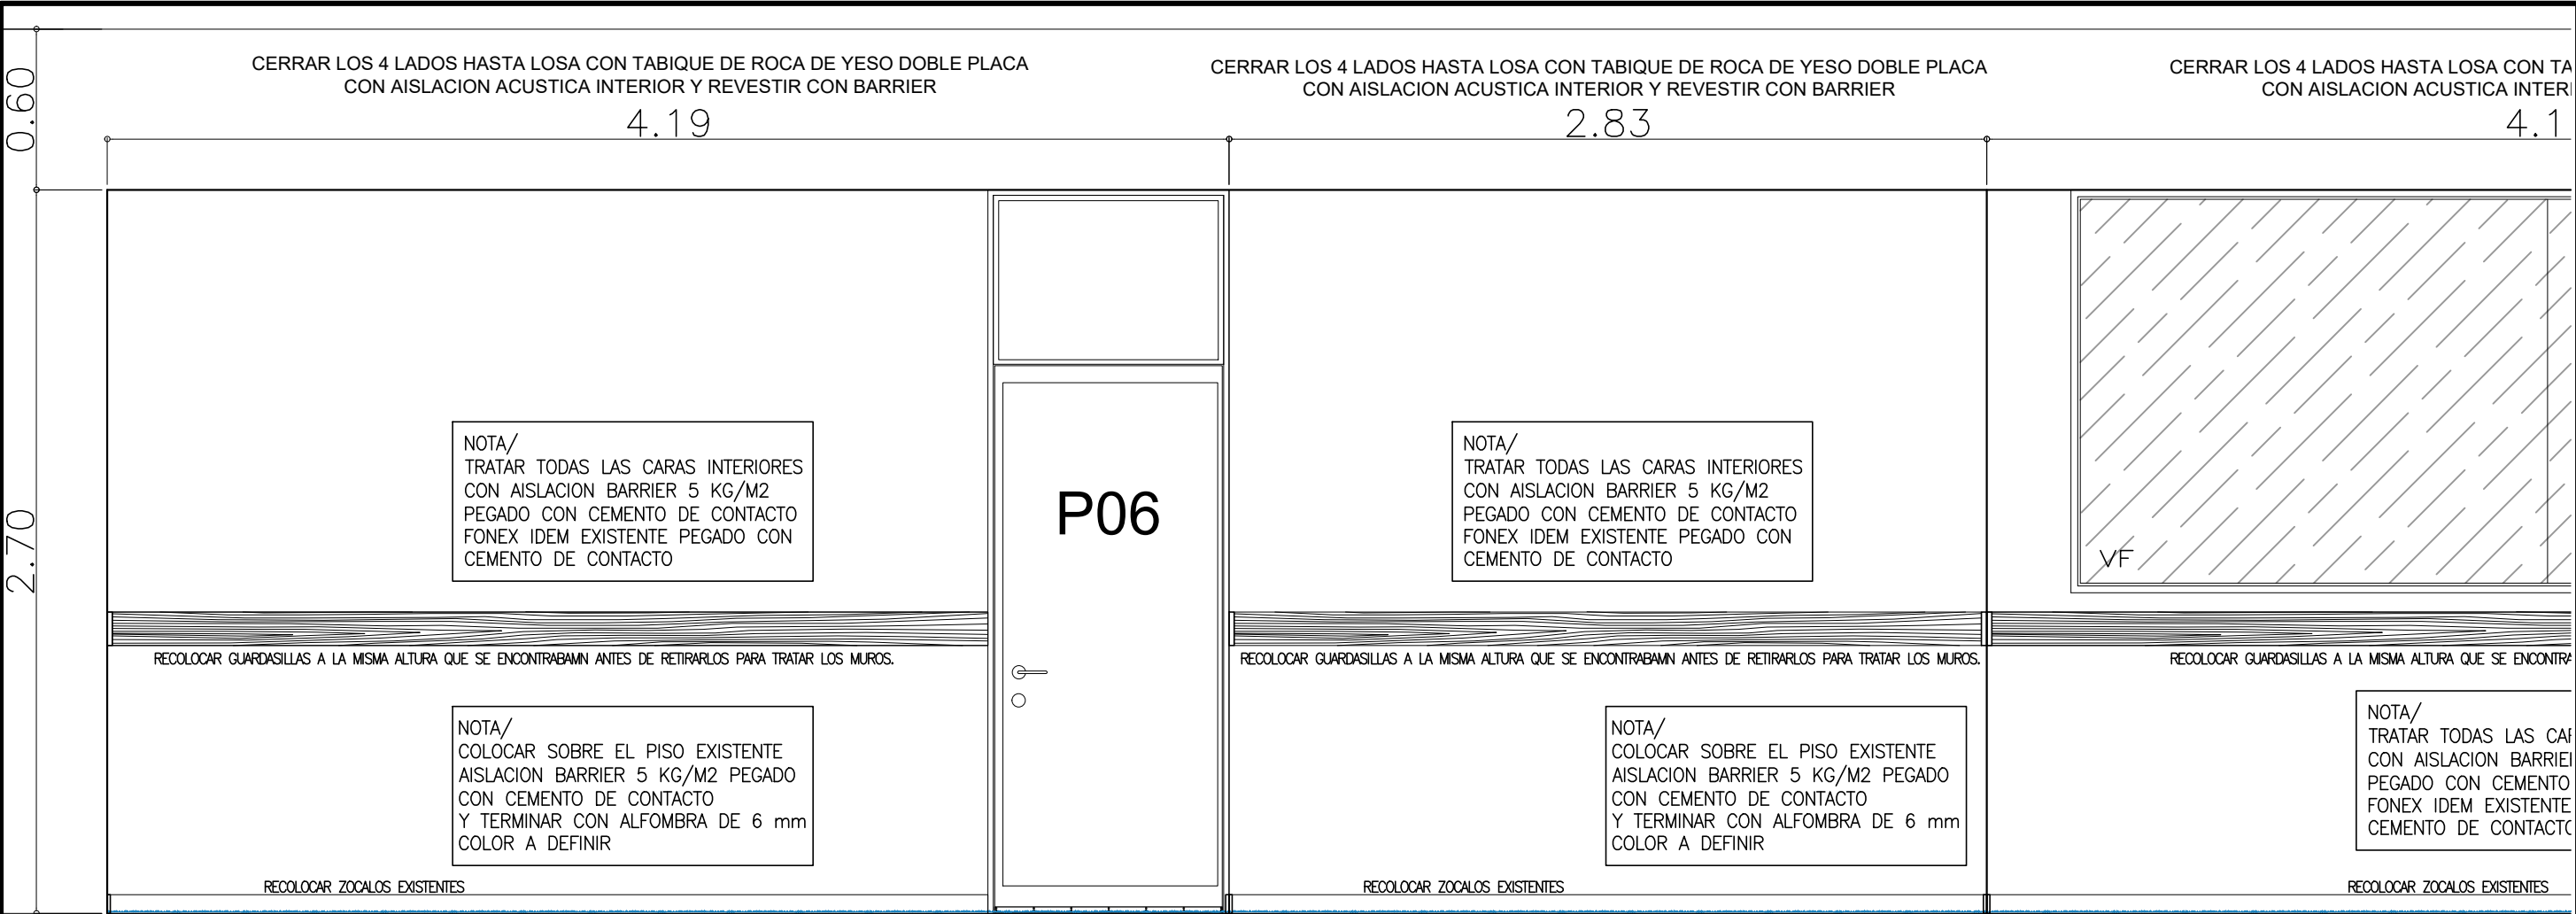 CERRAR LOS 4 LADOS HASTA LOSA CON TABIQUE DE ROCA DE YESO DOBLE PLACA
CON AISLACION ACUSTICA INTERIOR Y REVESTIR CON BARRIER
4.19
CERRAR LOS 4 LADOS HASTA LOSA CON TABIQUE DE ROCA DE YESO DOBLE PLACA
CON AISLACION ACUSTICA INTERIOR Y REVESTIR CON BARRIER
2.83
CERRAR LOS 4 LADOS HASTA LOSA CON TA
CON AISLACION ACUSTICA INTERI
4.1
0.60
2.70
NOTA/
TRATAR TODAS LAS CARAS INTERIORES
CON AISLACION BARRIER 5 KG/M2
PEGADO CON CEMENTO DE CONTACTO
FONEX IDEM EXISTENTE PEGADO CON
CEMENTO DE CONTACTO
P06
NOTA/
TRATAR TODAS LAS CARAS INTERIORES
CON AISLACION BARRIER 5 KG/M2
PEGADO CON CEMENTO DE CONTACTO
FONEX IDEM EXISTENTE PEGADO CON
CEMENTO DE CONTACTO
VF
RECOLOCAR GUARDASILLAS A LA MISMA ALTURA QUE SE ENCONTRABAMN ANTES DE RETIRARLOS PARA TRATAR LOS MUROS.
RECOLOCAR GUARDASILLAS A LA MISMA ALTURA QUE SE ENCONTRABAMN ANTES DE RETIRARLOS PARA TRATAR LOS MUROS.
RECOLOCAR GUARDASILLAS A LA MISMA ALTURA QUE SE ENCONTRA
NOTA/
COLOCAR SOBRE EL PISO EXISTENTE
AISLACION BARRIER 5 KG/M2 PEGADO
CON CEMENTO DE CONTACTO
Y TERMINAR CON ALFOMBRA DE 6 mm
COLOR A DEFINIR
NOTA/
COLOCAR SOBRE EL PISO EXISTENTE
AISLACION BARRIER 5 KG/M2 PEGADO
CON CEMENTO DE CONTACTO
Y TERMINAR CON ALFOMBRA DE 6 mm
COLOR A DEFINIR
NOTA/
TRATAR TODAS LAS CAR
CON AISLACION BARRIE
PEGADO CON CEMENTO
FONEX IDEM EXISTENTE
CEMENTO DE CONTACTO
RECOLOCAR ZOCALOS EXISTENTES
RECOLOCAR ZOCALOS EXISTENTES
RECOLOCAR ZOCALOS EXISTENTES